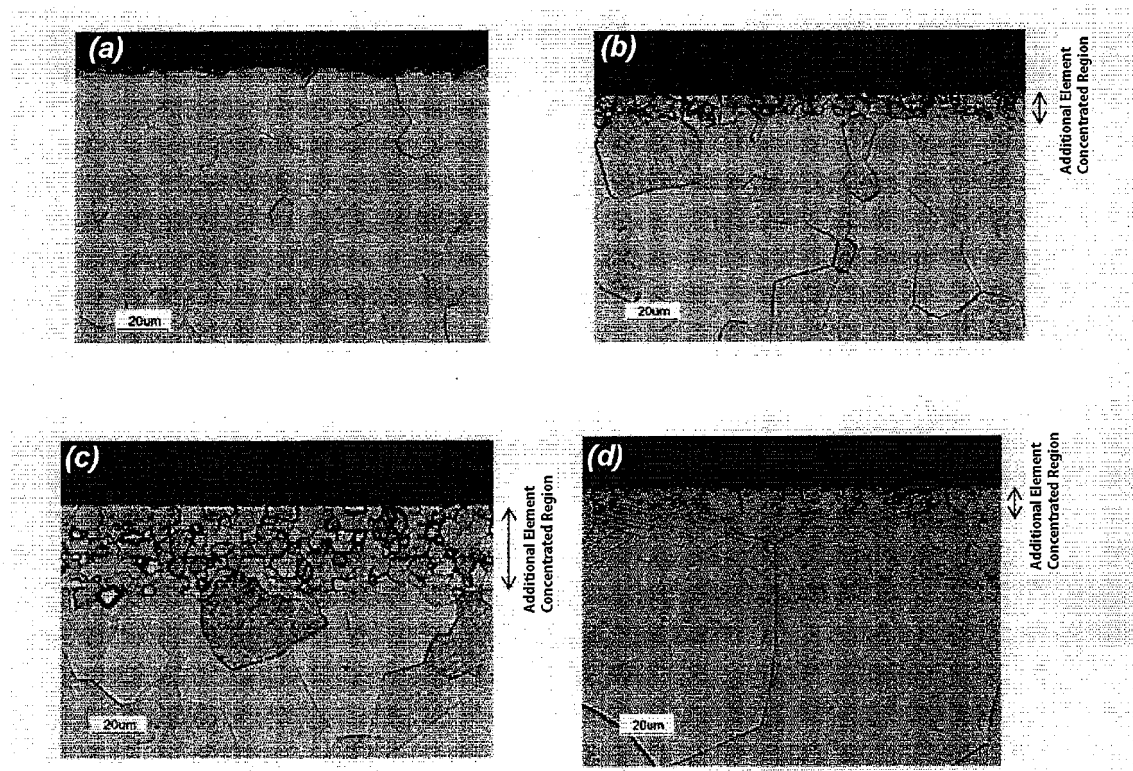 (a)
20um
(b)
20um
Additional Element
Concentrated Region
(c)
20um
Additional Element
Concentrated Region
(d)
20um
Additional Element
Concentrated Region